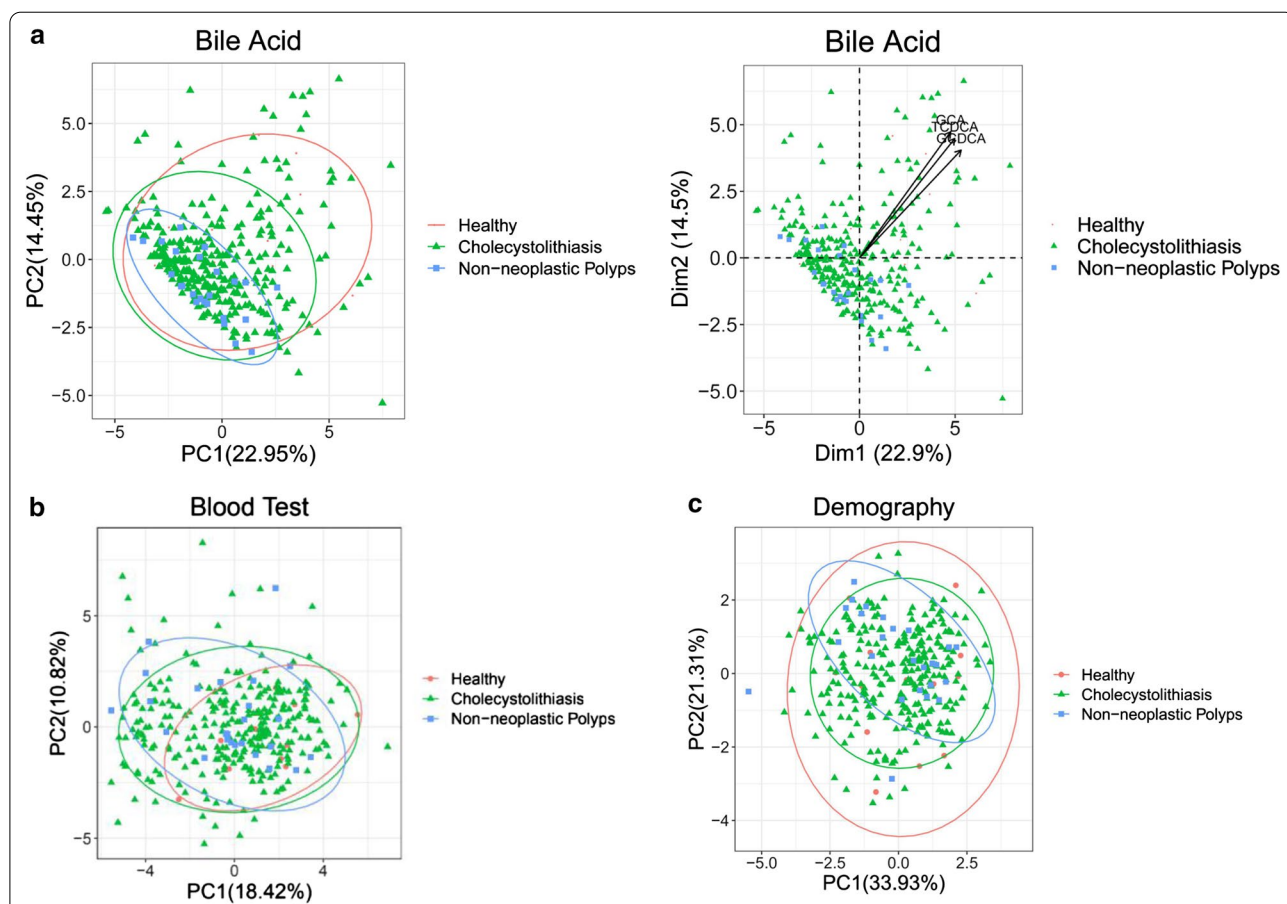 a
Bile Acid
5.0
2.5
0.0
−2.5
−5.0
PC2(14.45%)
−5
0
5
PC1(22.95%)
Healthy
Cholecystolithiasis
Non−neoplastic Polyps
Bile Acid
GCA
TCDCA
GCDCA
5.0
2.5
0.0
−2.5
−5.0
Dim2 (14.5%)
−5
0
5
Dim1 (22.9%)
Healthy
Cholecystolithiasis
Non−neoplastic Polyps
b
Blood Test
5
0
−5
PC2(10.82%)
−4
0
4
PC1(18.42%)
Healthy
Cholecystolithiasis
Non−neoplastic Polyps
c
Demography
2
0
−2
−4
PC2(21.31%)
−5.0
−2.5
0.0
2.5
PC1(33.93%)
Healthy
Cholecystolithiasis
Non−neoplastic Polyps